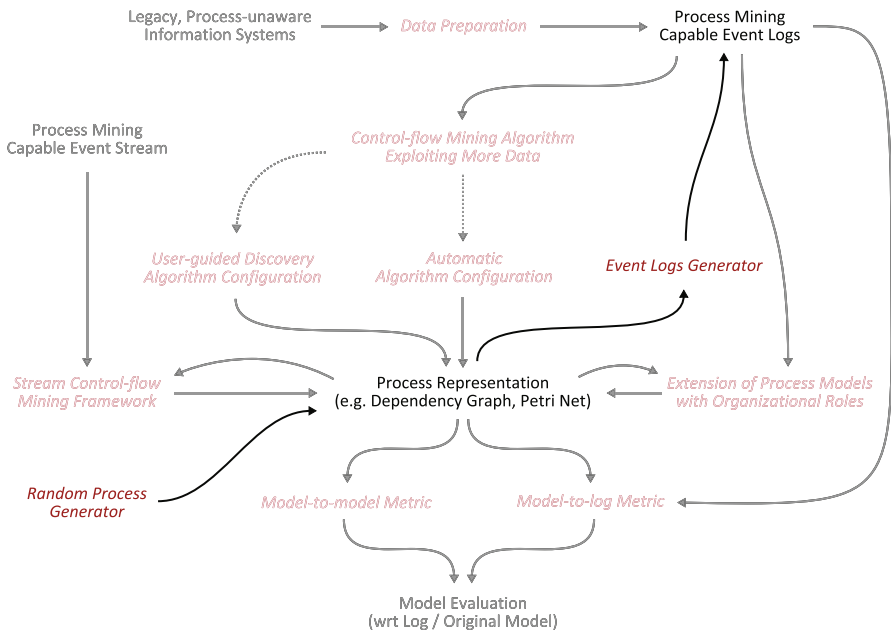 Legacy, Process-unaware
Information Systems
Data Preparation
Process Mining
Capable Event Logs
Process Mining
Capable Event Stream
Control-flow Mining Algorithm
Exploiting More Data
User-guided Discovery
Algorithm Configuration
Automatic
Algorithm Configuration
Event Logs Generator
Stream Control-flow
Mining Framework
Process Representation
(e.g. Dependency Graph, Petri Net)
Extension of Process Models
with Organizational Roles
Random Process
Generator
Model-to-model Metric
Model-to-log Metric
Model Evaluation
(wrt Log / Original Model)